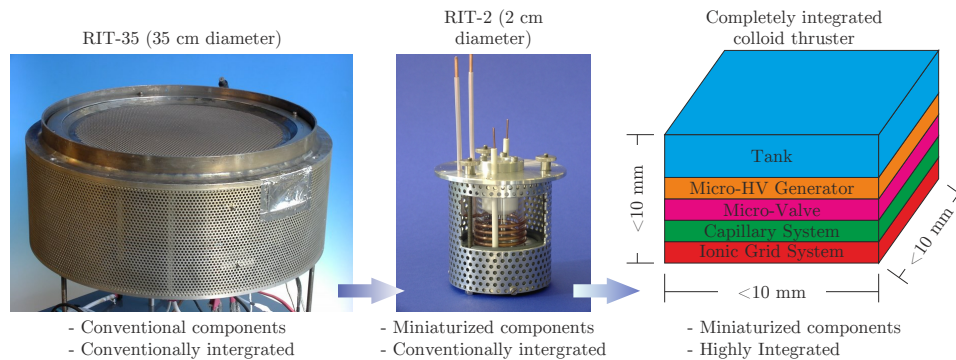 RIT-35 (35 cm diameter)
RIT-2 (2 cm
diameter)
Completely integrated
colloid thruster
Tank
Micro-HV Generator
Micro-Valve
Capillary System
Ionic Grid System
<10 mm
<10 mm
<10 mm
- Conventional components
- Conventionally intergrated
- Miniaturized components
- Conventionally intergrated
- Miniaturized components
- Highly Integrated